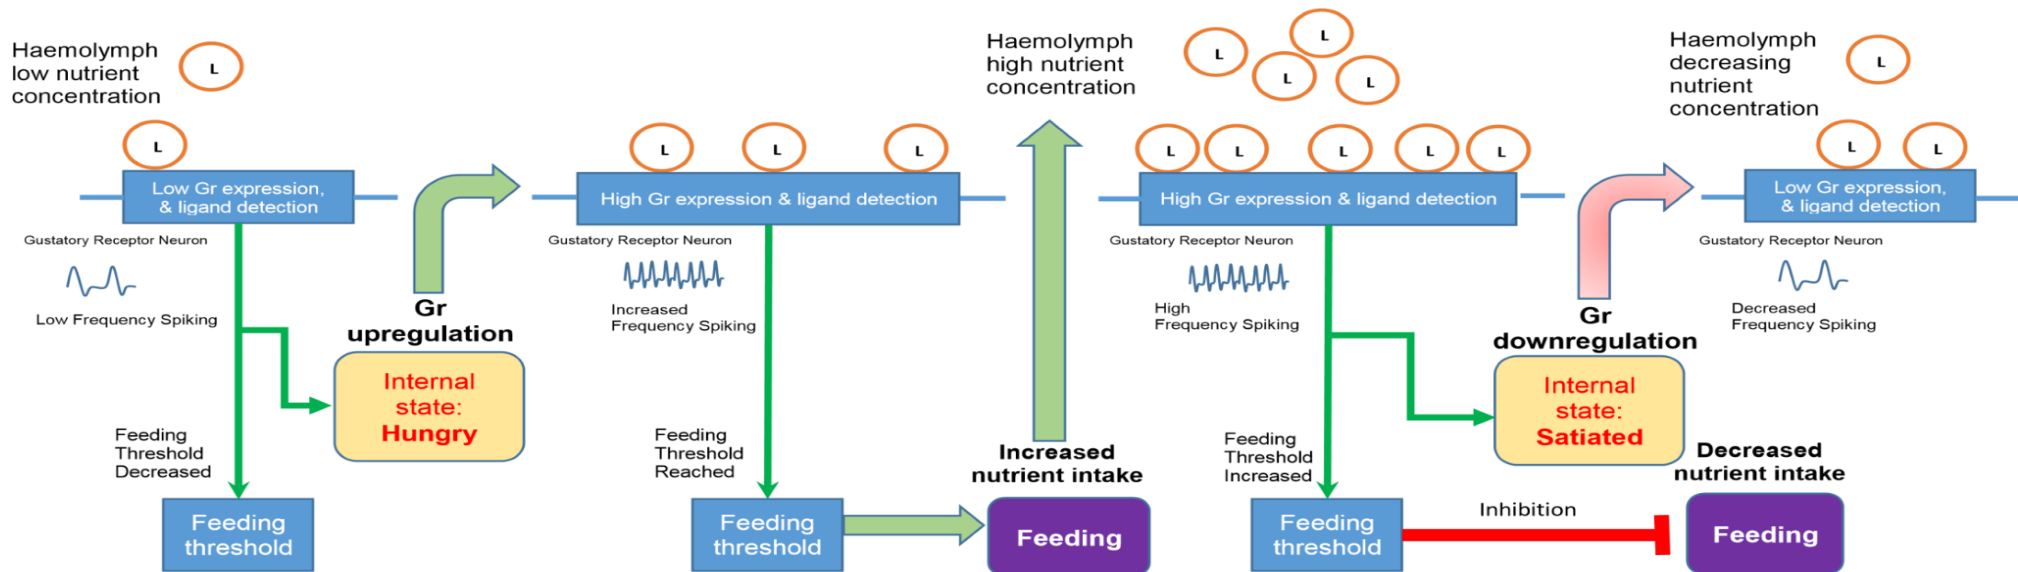 Haemolymph
low nutrient
concentration
L
L
Low Gr expression,
& ligand detection
Gustatory Receptor Neuron
Low Frequency Spiking
Feeding
Threshold
Decreased
Feeding
threshold
Gr
upregulation
Internal
state:
Hungry
L
L
L
High Gr expression & ligand detection
Gustatory Receptor Neuron
Increased
Frequency Spiking
Feeding
Threshold
Reached
Feeding
threshold
Increased
nutrient intake
Feeding
Haemolymph
high nutrient
concentration
L
L
L
L
L
L
L
L
L
High Gr expression & ligand detection
Gustatory Receptor Neuron
High
Frequency Spiking
Feeding
Threshold
Increased
Feeding
threshold
Gr
downregulation
Internal
state:
Satiated
Inhibition
Decreased
nutrient intake
Feeding
Haemolymph
decreasing
nutrient
concentration
L
L
L
Low Gr expression,
& ligand detection
Gustatory Receptor Neuron
Decreased
Frequency Spiking